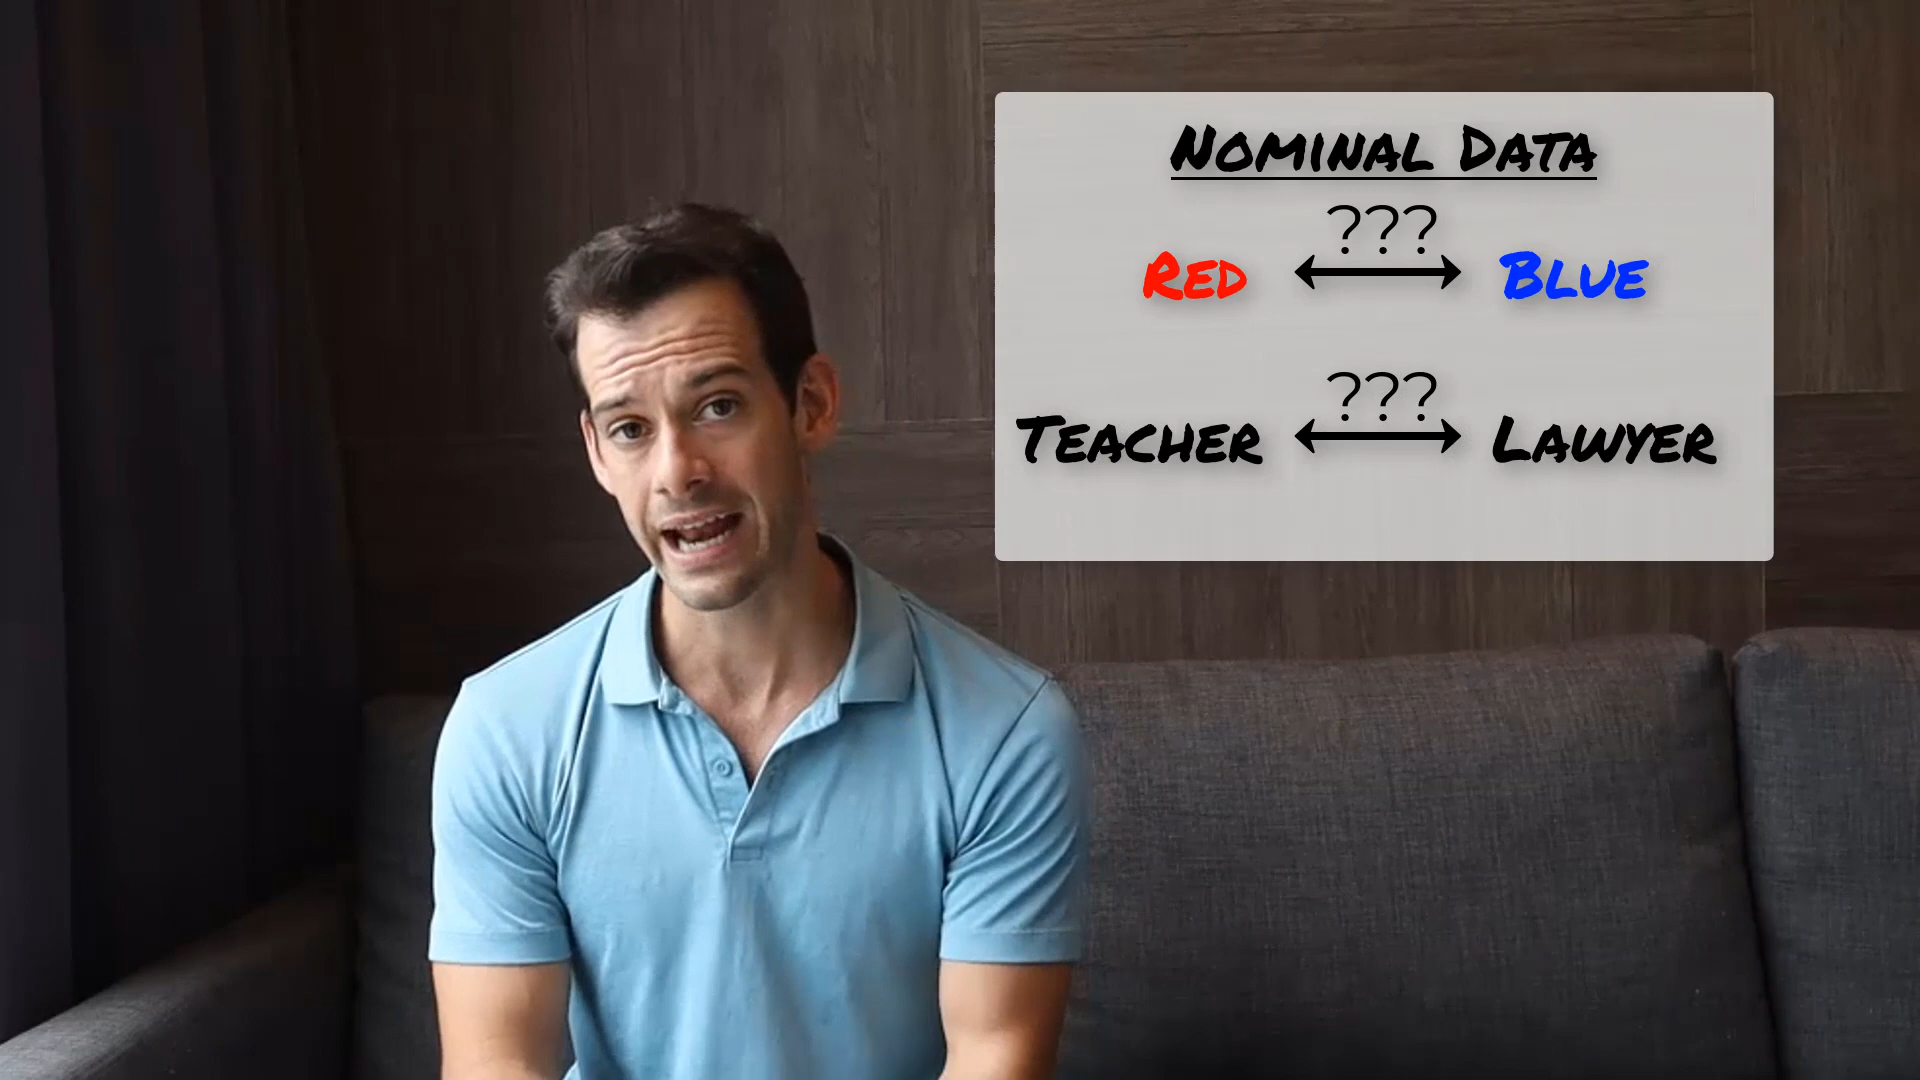 Nominal Data
???
Red ↔ Blue
???
Teacher ↔ Lawyer